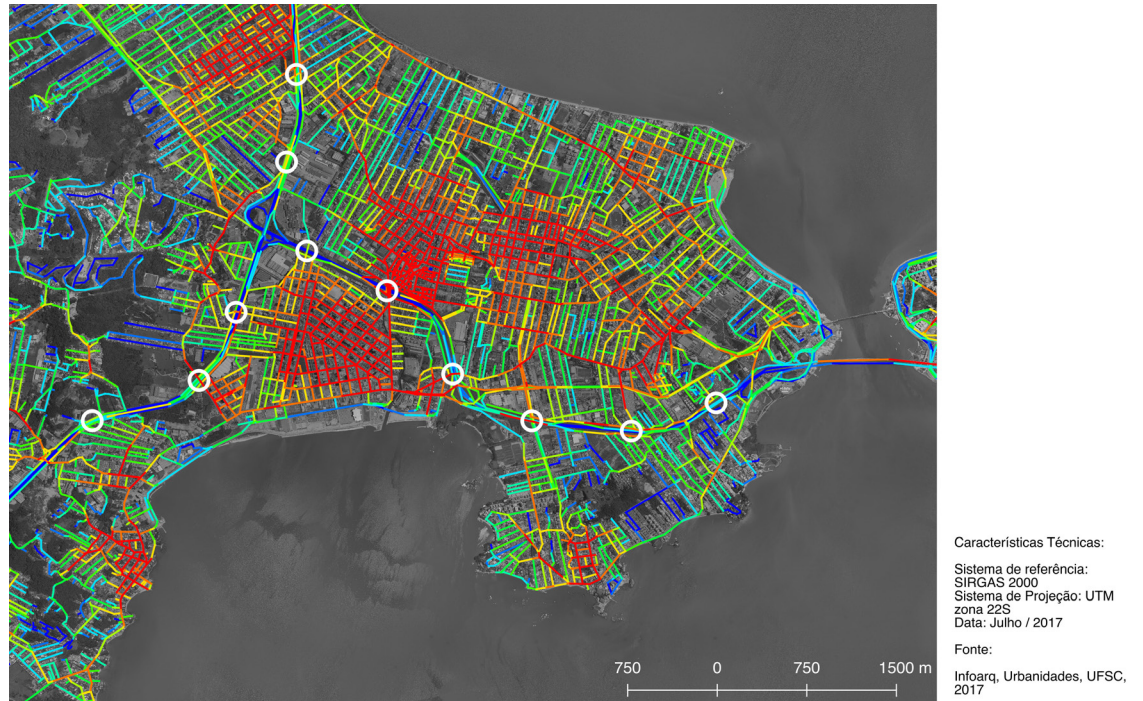 Características Técnicas:
Sistema de referência:
SIRGAS 2000
Sistema de Projeção: UTM
zona 22S
Data: Julho / 2017
Fonte:
Infoarq, Urbanidades, UFSC,
2017
750 0 750 1500 m